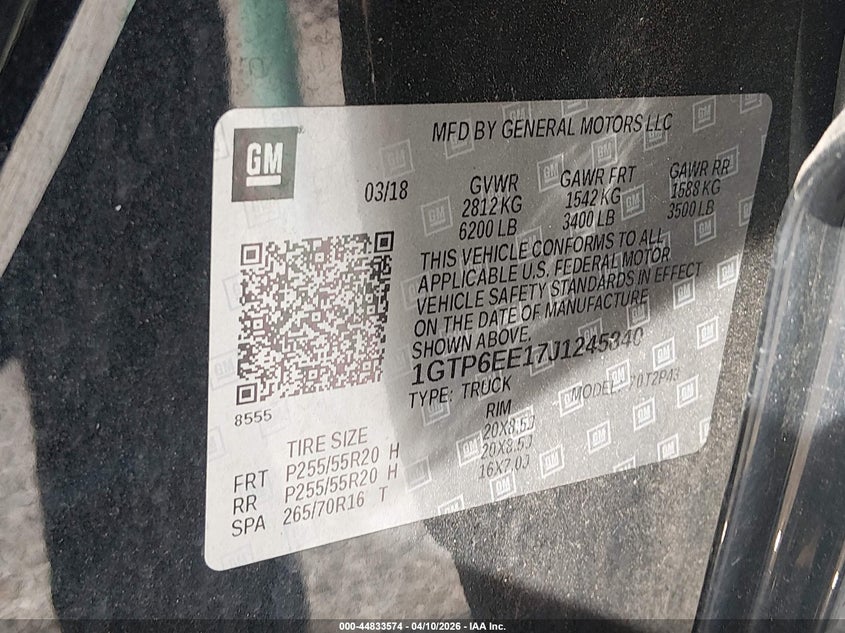 GM
MFD BY GENERAL MOTORS LLC
03/18
GVWR
2812 KG
6200 LB
GAWR FRT
1542 KG
3400 LB
GAWR RR
1588 KG
3500 LB
THIS VEHICLE CONFORMS TO ALL
APPLICABLE U.S. FEDERAL MOTOR
VEHICLE SAFETY STANDARDS IN EFFECT
ON THE DATE OF MANUFACTURE
SHOWN ABOVE.
1GTP6EE17J1245840
TYPE: TRUCK MODEL: 70T2P43
8555
TIRE SIZE RIM
FRT P255/55R20 H 20X8.5J
RR P255/55R20 H 20X8.5J
SPA 265/70R16 T 16X7.0J
000-44833574 - 04/10/2026 - IAA Inc.